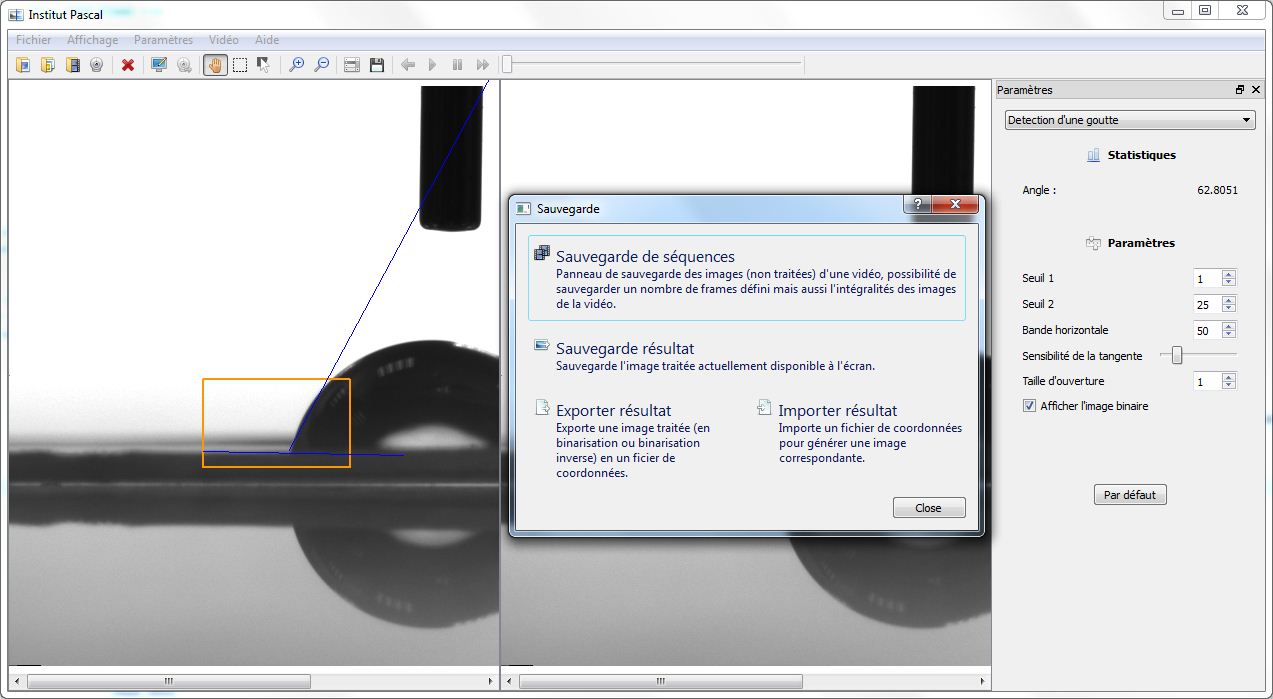 Institut Pascal
Fichier Affichage Paramètres Vidéo Aide
Paramètres
Detection d'une goutte
Statistiques
Angle : 62.8051
Paramètres
Seuil 1 1
Seuil 2 25
Bande horizontale 50
Sensibilité de la tangente
Taille d'ouverture 1
Afficher l'image binaire
Par défaut
Sauvegarde
Sauvegarde de séquences
Panneau de sauvegarde des images (non traitées) d'une vidéo, possibilité de
sauvegarder un nombre de frames défini mais aussi l'intégralités des images
de la vidéo.
Sauvegarde résultat
Sauvegarde l'image traitée actuellement disponible à l'écran.
Exporter résultat
Exporte une image traitée (en
binarisation ou binarisation
inverse) en un ficier de
coordonnées.
Importer résultat
Importe un fichier de coordonnées
pour générer une image
correspondante.
Close